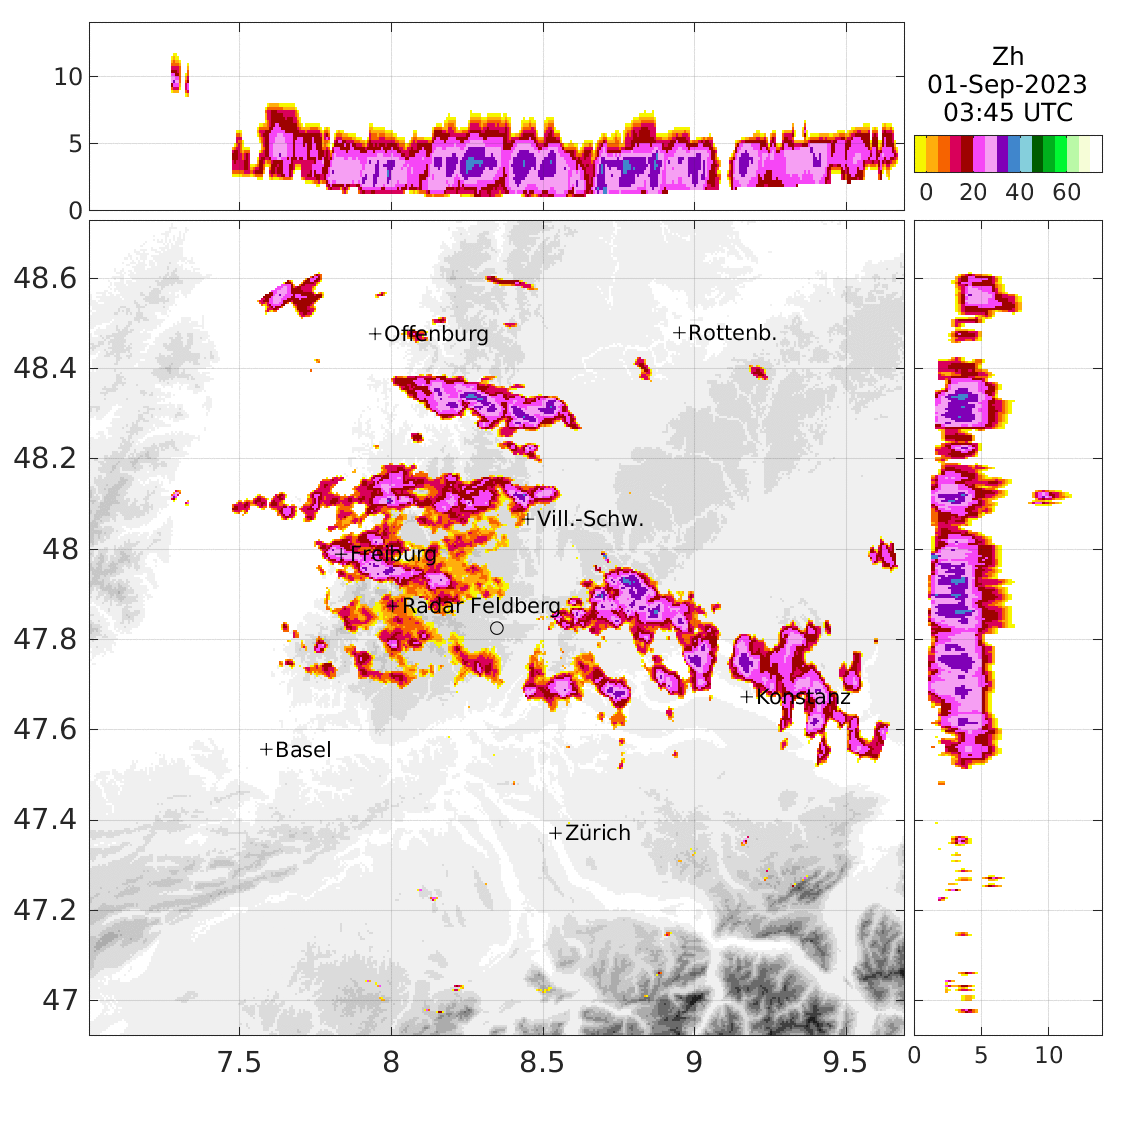 10
5
0
Zh
01-Sep-2023
03:45 UTC
0 20 40 60
48.6
48.4
48.2
48
47.8
47.6
47.4
47.2
47
Offenburg
Rottenb.
Vill.-Schw.
Freiburg
Radar Feldberg
Konstanz
Basel
Zürich
7.5 8 8.5 9 9.5
0 5 10